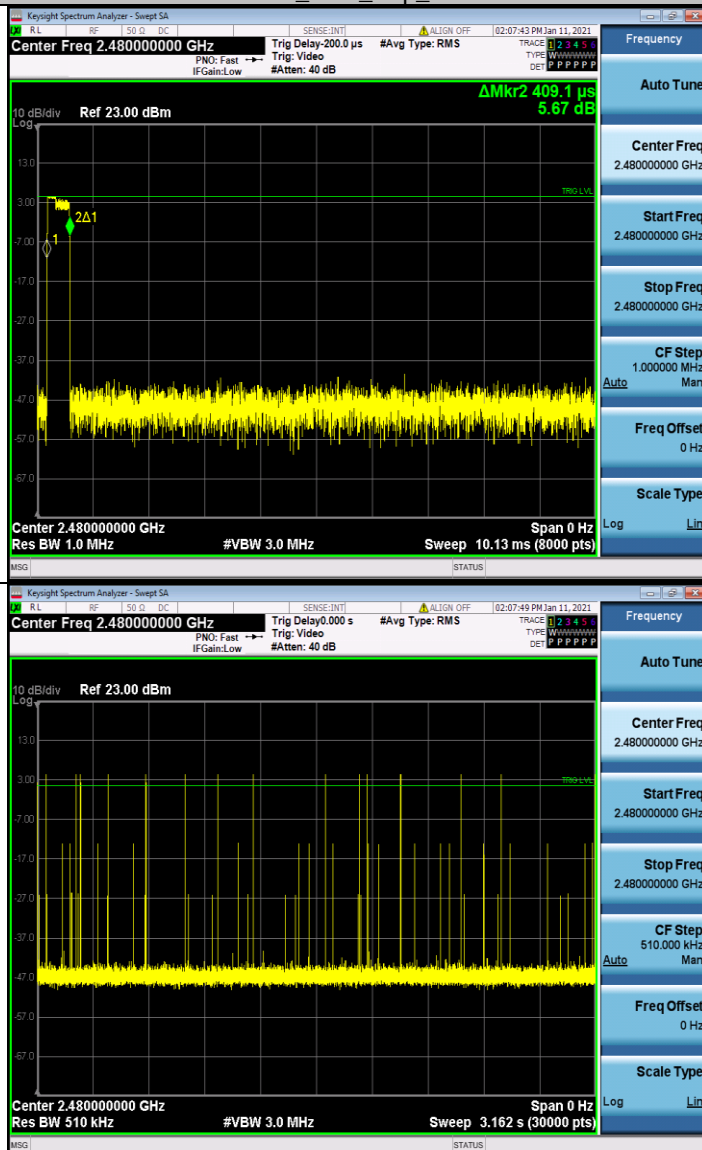 Keysight Spectrum Analyzer - Swept SA
RL RF 50 Ω DC SENSE:INT ALIGN OFF 02:07:43 PM Jan 11, 2021
Center Freq 2.480000000 GHz
PNO: Fast
IFGain:Low
Trig Delay-200.0 µs
Trig: Video
#Atten: 40 dB
#Avg Type: RMS
TRACE 1 2 3 4 5 6
TYPE WWWWWW
DET P P P P P P
Frequency
ΔMkr2 409.1 µs
5.67 dB
10 dB/div Ref 23.00 dBm
Log
13.0
TRIG LVL
3.00
2Δ1
1
-7.00
-17.0
-27.0
-37.0
-47.0
-57.0
-67.0
Center 2.480000000 GHz Span 0 Hz
Res BW 1.0 MHz #VBW 3.0 MHz Sweep 10.13 ms (8000 pts)
MSG STATUS
Auto Tune
Center Freq
2.480000000 GHz
Start Freq
2.480000000 GHz
Stop Freq
2.480000000 GHz
CF Step
1.000000 MHz
Auto Man
Freq Offset
0 Hz
Scale Type
Log Lin
Keysight Spectrum Analyzer - Swept SA
RL RF 50 Ω DC SENSE:INT ALIGN OFF 02:07:49 PM Jan 11, 2021
Center Freq 2.480000000 GHz
PNO: Fast
IFGain:Low
Trig Delay0.000 s
Trig: Video
#Atten: 40 dB
#Avg Type: RMS
TRACE 1 2 3 4 5 6
TYPE WWWWWW
DET P P P P P P
Frequency
10 dB/div Ref 23.00 dBm
Log
13.0
3.00
TRIG LVL
-7.00
-17.0
-27.0
-37.0
-47.0
-57.0
-67.0
Center 2.480000000 GHz Span 0 Hz
Res BW 510 kHz #VBW 3.0 MHz Sweep 3.162 s (30000 pts)
MSG STATUS
Auto Tune
Center Freq
2.480000000 GHz
Start Freq
2.480000000 GHz
Stop Freq
2.480000000 GHz
CF Step
510.000 kHz
Auto Man
Freq Offset
0 Hz
Scale Type
Log Lin